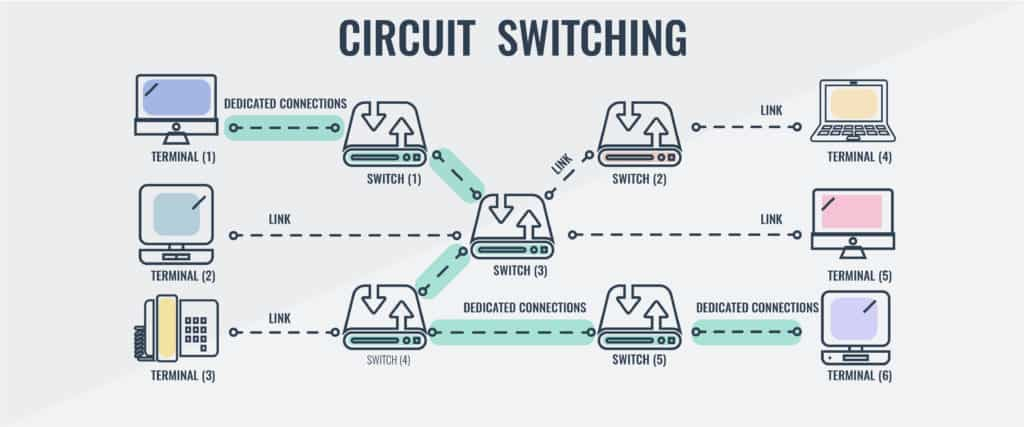 CIRCUIT SWITCHING
DEDICATED CONNECTIONS
LINK
TERMINAL (1)
SWITCH (1)
SWITCH (2)
TERMINAL (4)
LINK
LINK
LINK
TERMINAL (2)
SWITCH (3)
TERMINAL (5)
LINK
DEDICATED CONNECTIONS
DEDICATED CONNECTIONS
TERMINAL (3)
SWITCH (4)
SWITCH (5)
TERMINAL (6)